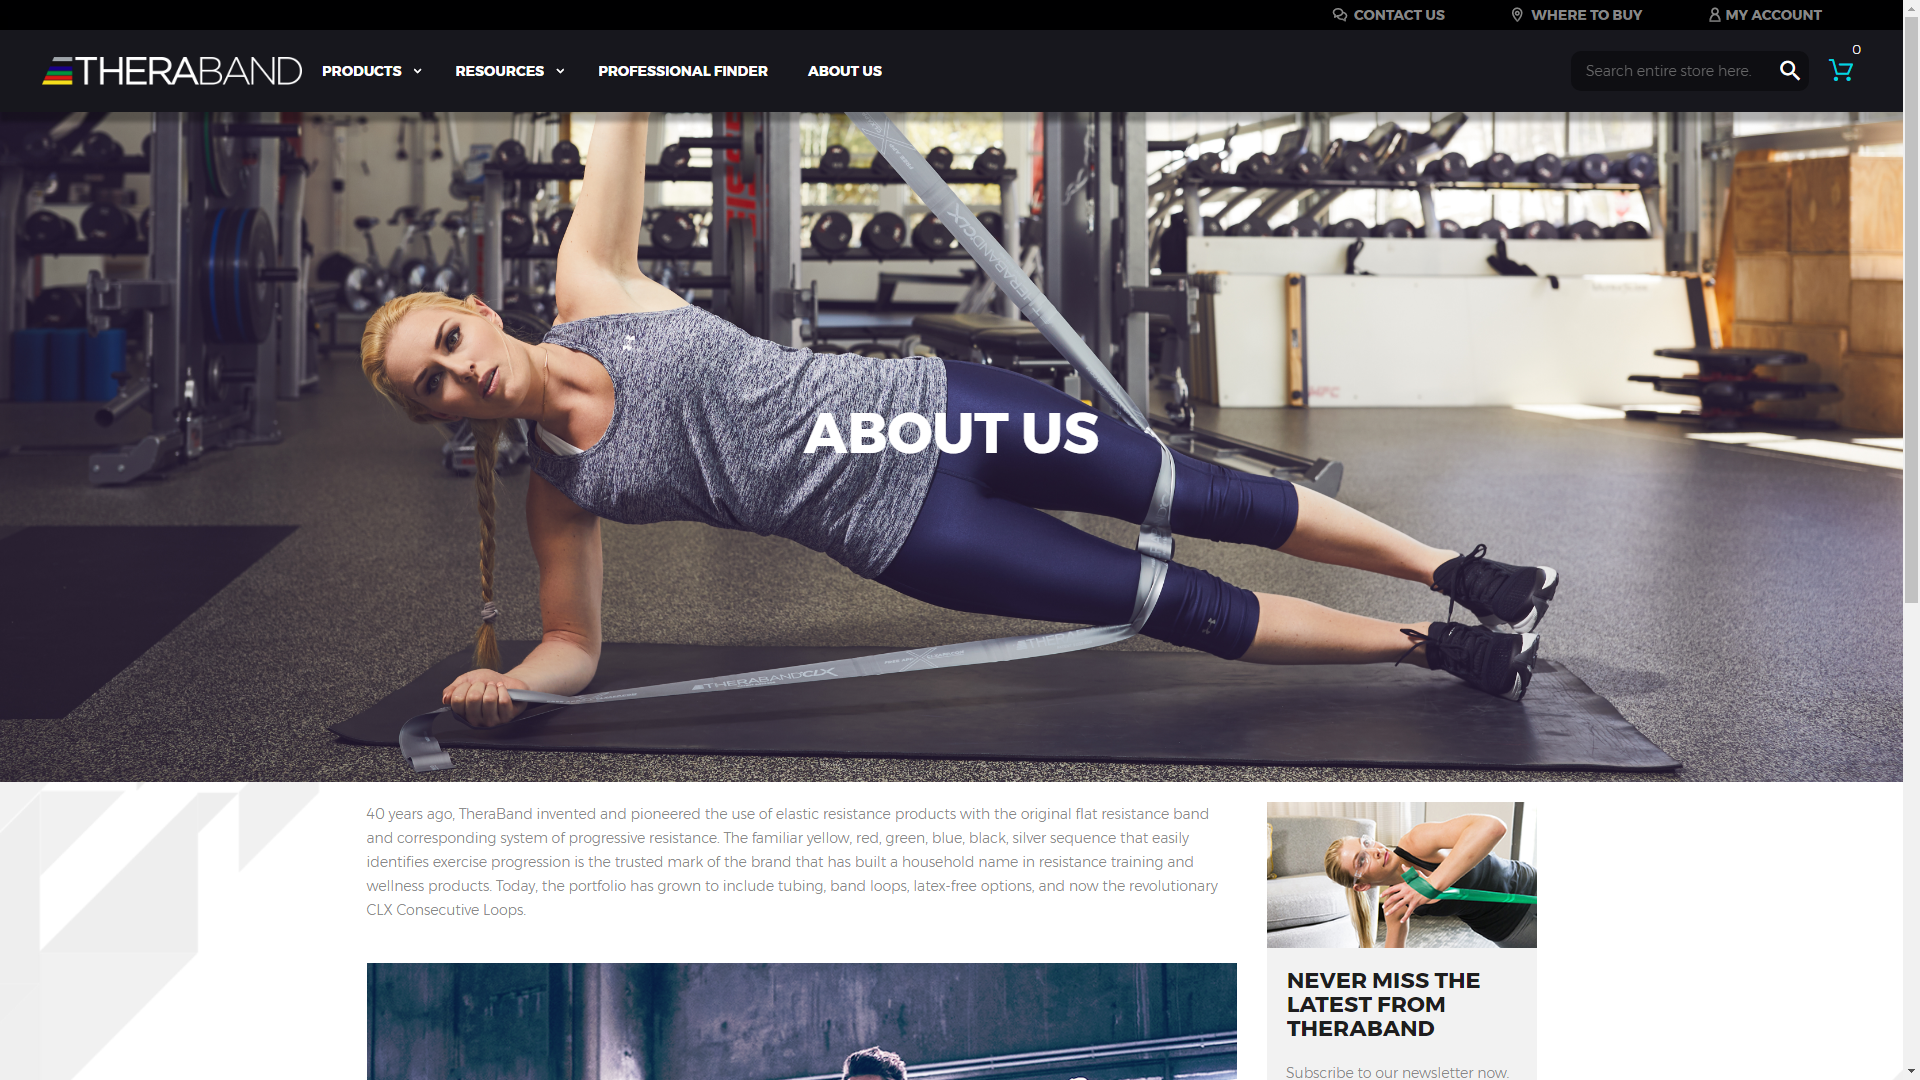 CONTACT US
WHERE TO BUY
MY ACCOUNT
THERABAND
PRODUCTS
RESOURCES
PROFESSIONAL FINDER
ABOUT US
Search entire store here.
0
THERABANDCLX
ABOUT US
THERABANDCLX
40 years ago, TheraBand invented and pioneered the use of elastic resistance products with the original flat resistance band
and corresponding system of progressive resistance. The familiar yellow, red, green, blue, black, silver sequence that easily
identifies exercise progression is the trusted mark of the brand that has built a household name in resistance training and
wellness products. Today, the portfolio has grown to include tubing, band loops, latex-free options, and now the revolutionary
CLX Consecutive Loops.
NEVER MISS THE
LATEST FROM
THERABAND
Subscribe to our newsletter now.